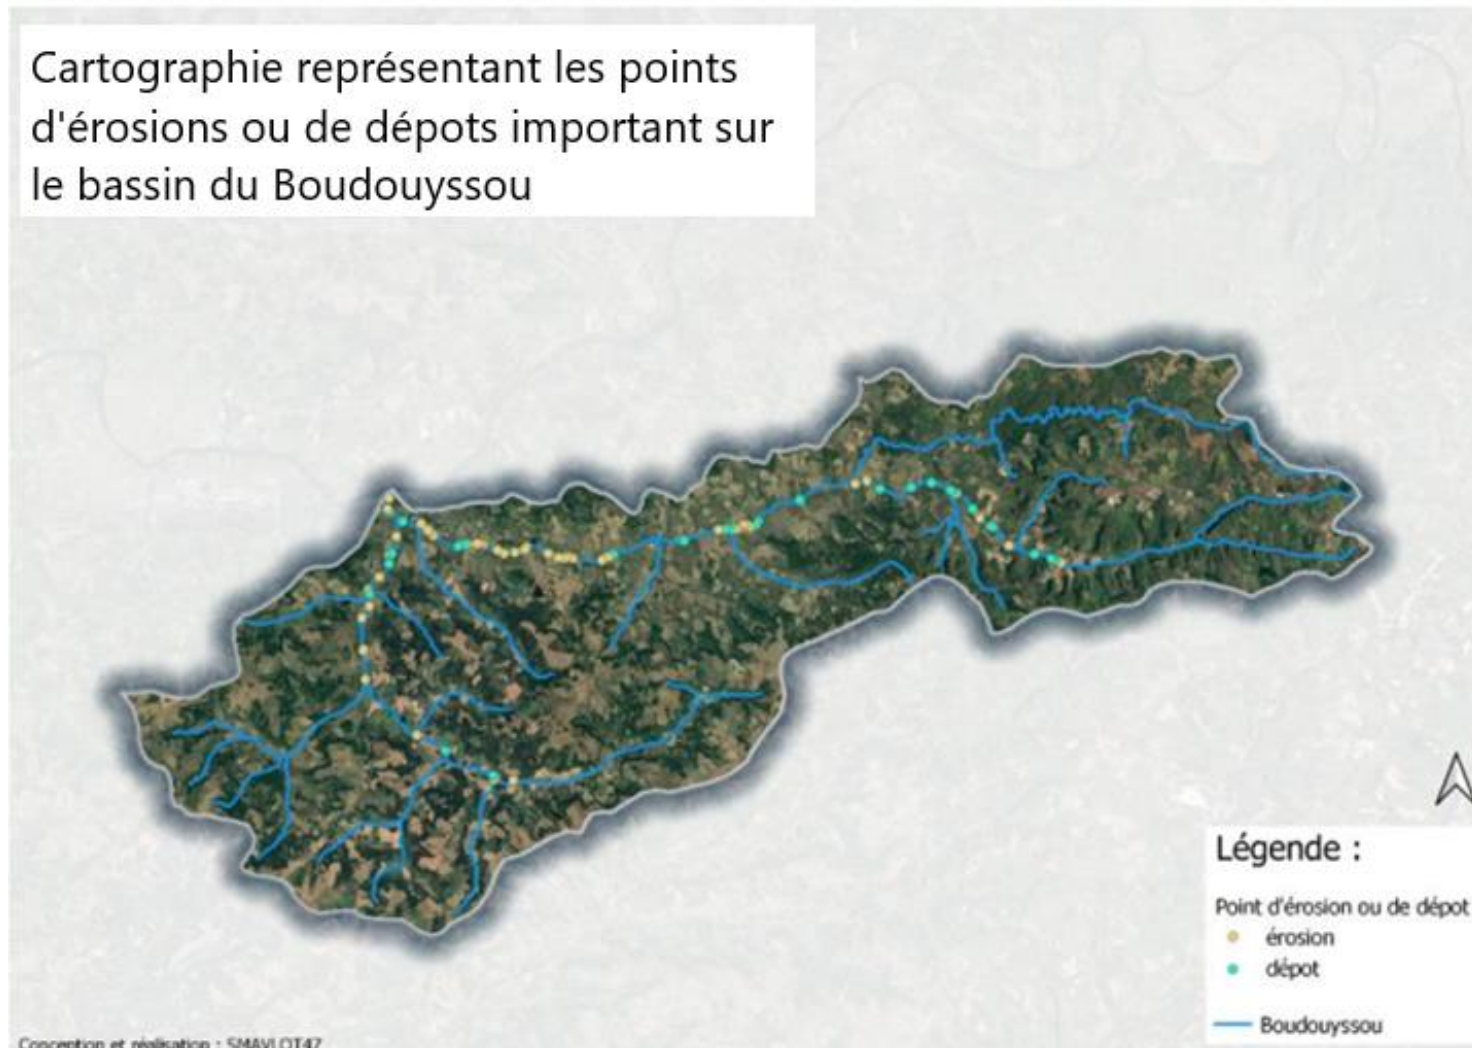 Cartographie représentant les points
d'érosions ou de dépots important sur
le bassin du Boudouyssou
Légende :
Point d'érosion ou de dépot
érosion
dépot
Boudouyssou
Conception et réalisation : SMAVLOT47